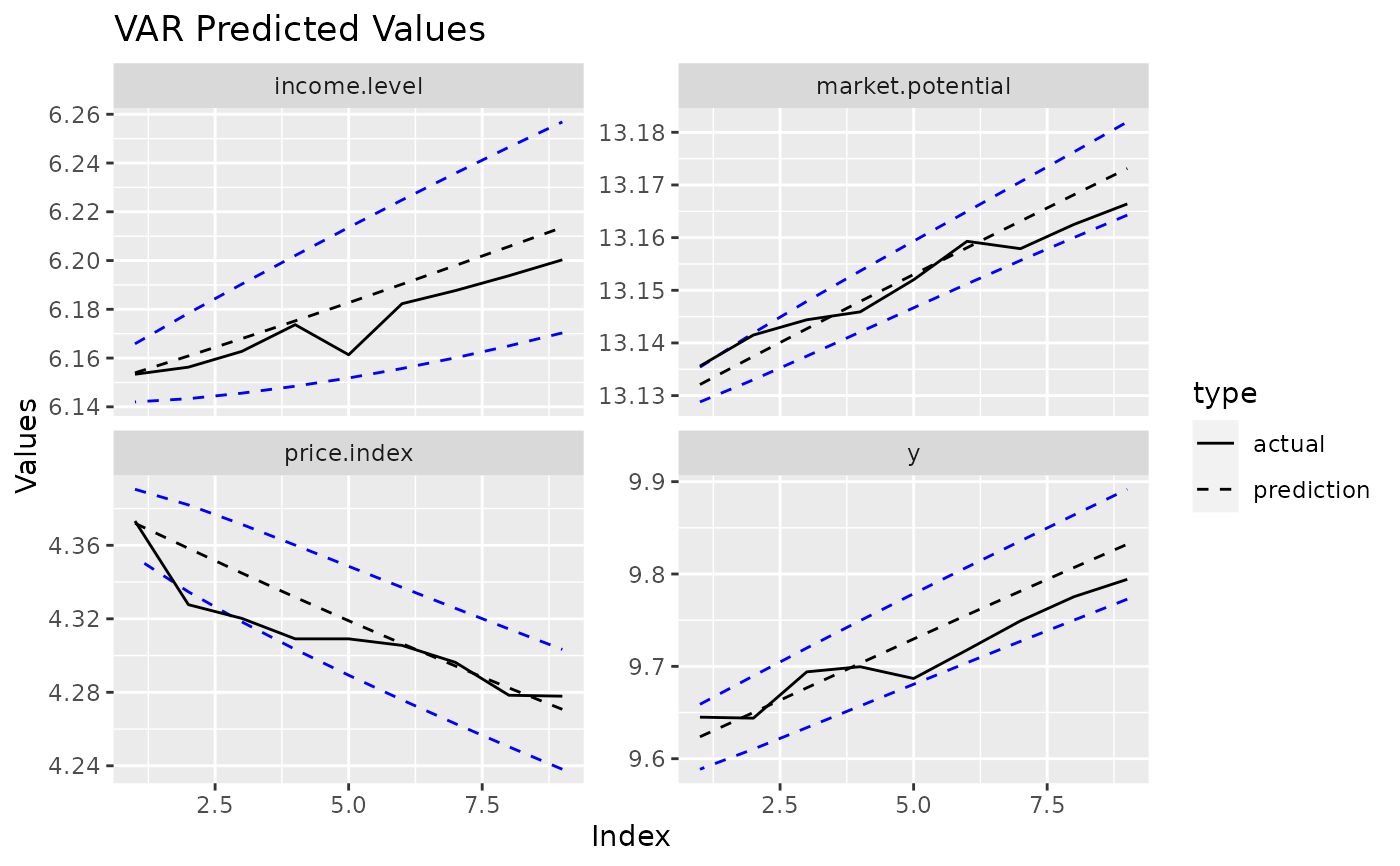 VAR Predicted Values
income.level
market.potential
6.26
6.24
6.22
6.20
6.18
6.16
6.14
13.18
13.17
13.16
13.15
13.14
13.13
price.index
y
4.36
4.32
4.28
4.24
9.9
9.8
9.7
9.6
2.5 5.0 7.5
2.5 5.0 7.5
Index
Values
type
actual
prediction